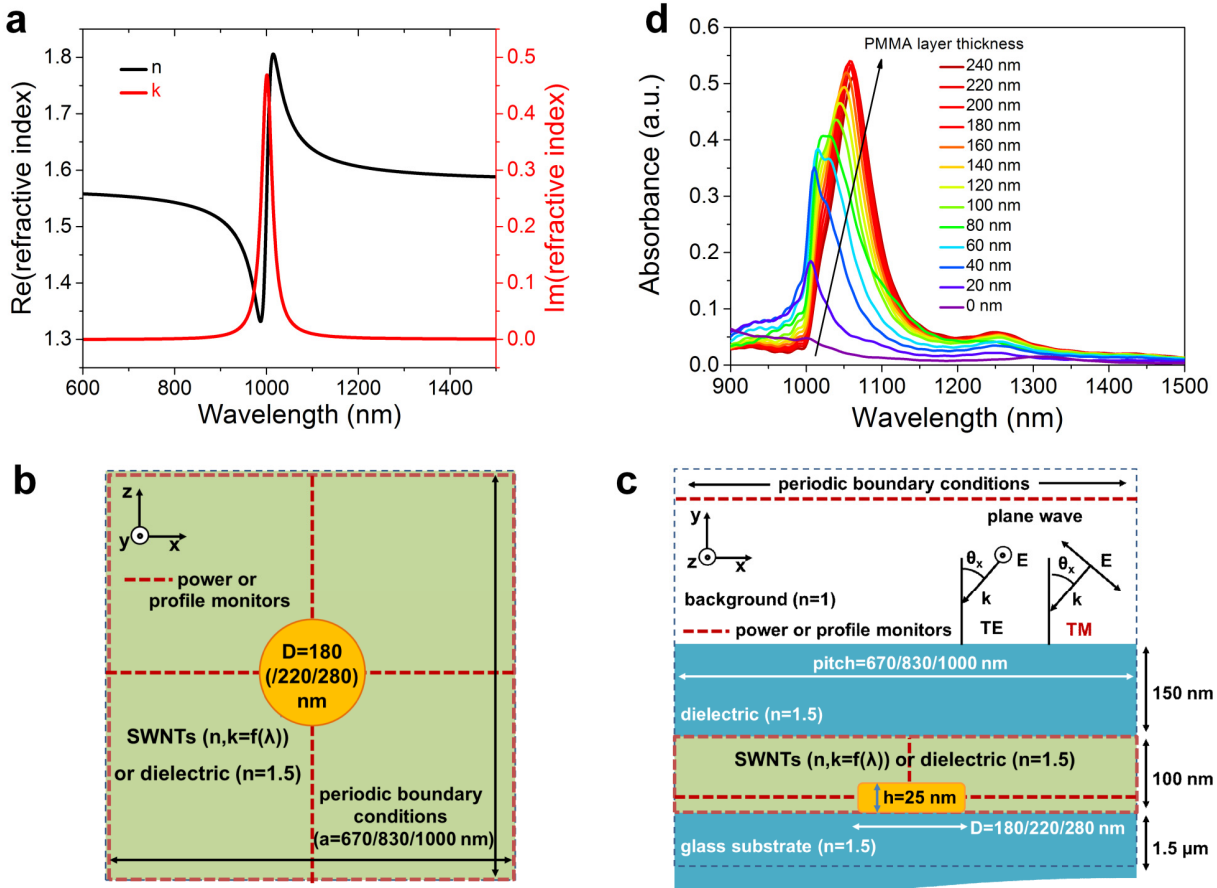 a
n
k
Re(refractive index)
1.8
1.7
1.6
1.5
1.4
1.3
0.5
0.4
0.3
0.2
0.1
0.0
Im(refractive index)
600
800
1000
1200
1400
Wavelength (nm)
d
Absorbance (a.u.)
0.6
0.5
0.4
0.3
0.2
0.1
0.0
PMMA layer thickness
240 nm
220 nm
200 nm
180 nm
160 nm
140 nm
120 nm
100 nm
80 nm
60 nm
40 nm
20 nm
0 nm
900
1000
1100
1200
1300
1400
1500
Wavelength (nm)
b
z
y
x
power or
profile monitors
D=180
(/220/280)
nm
SWNTs (n,k=f(λ))
or dielectric (n=1.5)
periodic boundary
conditions
(a=670/830/1000 nm)
c
periodic boundary conditions
y
z
x
plane wave
θx
E
k
TE
θx
E
k
TM
background (n=1)
power or profile monitors
pitch=670/830/1000 nm
dielectric (n=1.5)
150 nm
SWNTs (n,k=f(λ)) or dielectric (n=1.5)
100 nm
h=25 nm
D=180/220/280 nm
glass substrate (n=1.5)
1.5 µm